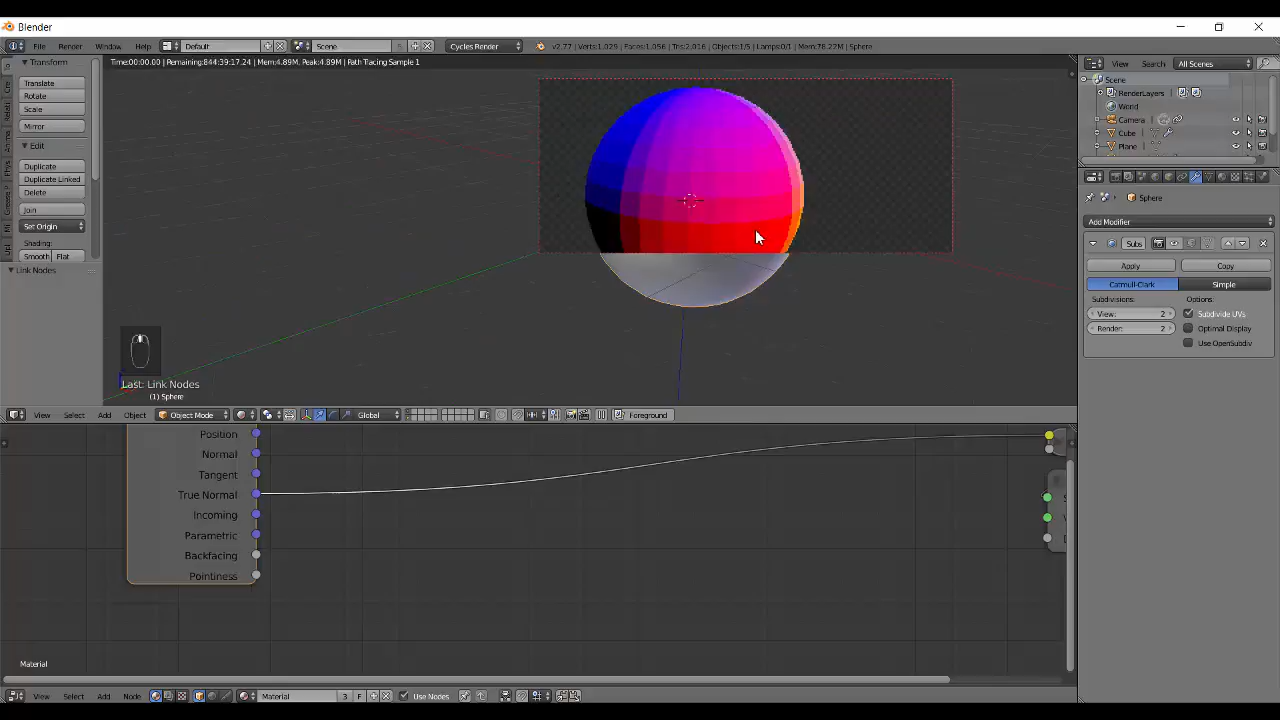 Blender
File Render Window Help Default Scene Cycles Render v2.77 | Verts:1,029 | Faces:1,056 | Tris:2,016 | Objects:1/5 | Lamps:0/1 | Mem:78.22M | Sphere
Time:00:00.00 | Remaining:844:39:17.24 | Mem:4.89M, Peak:4.89M | Path Tracing Sample 1
Transform
Translate
Rotate
Scale
Mirror
Edit
Duplicate
Duplicate Linked
Delete
Join
Set Origin
Shading:
Smooth Flat
Link Nodes
Last: Link Nodes
(1) Sphere
View Select Add Object Object Mode Global Foreground
View Search All Scenes
Scene
RenderLayers
World
Camera
Cube
Plane
Sphere
Add Modifier
Subs
Apply Copy
Catmull-Clark Simple
Subdivisions: Options:
View: 2 Subdivide UVs
Render: 2 Optimal Display
Use OpenSubdiv
Position
Normal
Tangent
True Normal
Incoming
Parametric
Backfacing
Pointiness
Material
View Select Add Node Material 3 F Use Nodes